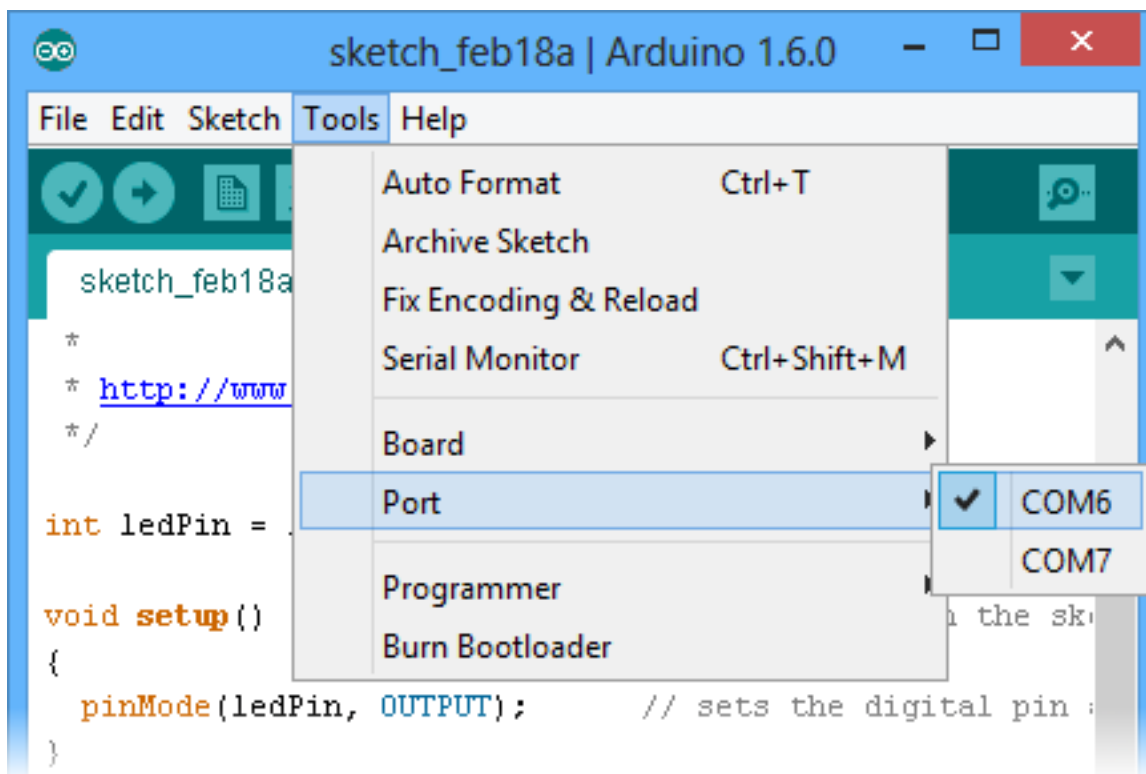 sketch_feb18a | Arduino 1.6.0
File Edit Sketch Tools Help
Auto Format Ctrl+T
Archive Sketch
sketch_feb18a
Fix Encoding & Reload
*
Serial Monitor Ctrl+Shift+M
* http://www
*/
Board
Port
COM6
int ledPin =
COM7
Programmer
void setup() the
Burn Bootloader
{
pinMode(ledPin, OUTPUT); // sets the digital pin
}